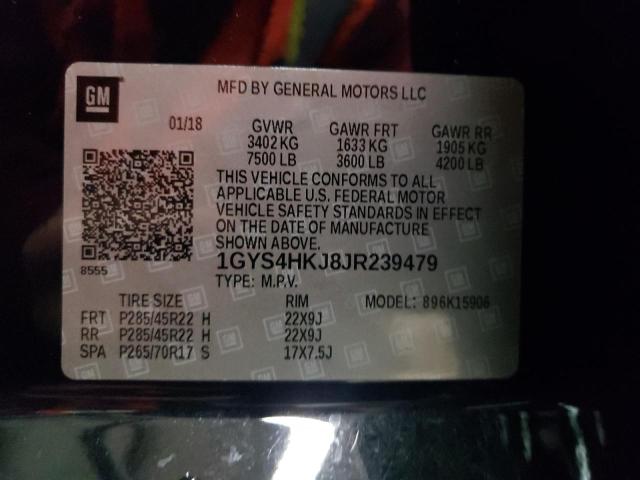 GM
MFD BY GENERAL MOTORS LLC
01/18
GVWR GAWR FRT GAWR RR
3402 KG 1633 KG 1905 KG
7500 LB 3600 LB 4200 LB
THIS VEHICLE CONFORMS TO ALL
APPLICABLE U.S. FEDERAL MOTOR
VEHICLE SAFETY STANDARDS IN EFFECT
ON THE DATE OF MANUFACTURE
SHOWN ABOVE.
8555
1GYS4HKJ8JR239479
TYPE: M.P.V.
TIRE SIZE RIM MODEL: 896K15906
FRT P285/45R22 H 22X9J
RR P285/45R22 H 22X9J
SPA P265/70R17 S 17X7.5J